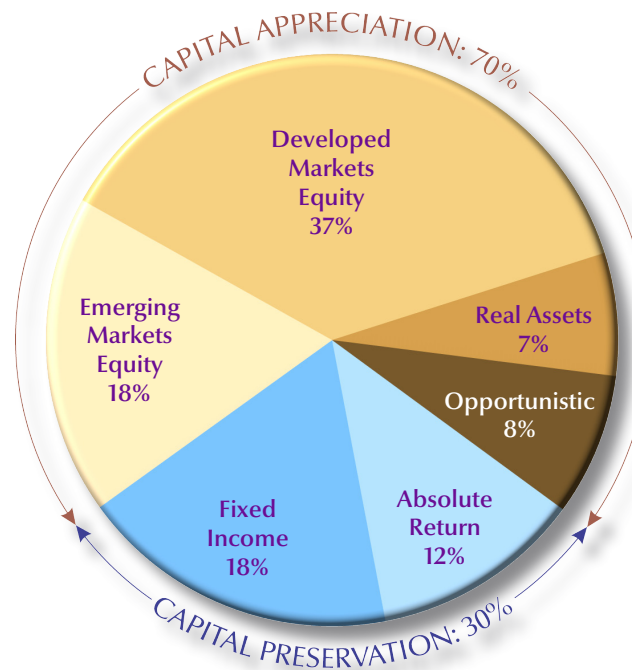 CAPITAL APPRECIATION: 70%
Developed
Markets
Equity
37%
Emerging
Markets
Equity
18%
Real Assets
7%
Opportunistic
8%
Absolute
Return
12%
Fixed
Income
18%
CAPITAL PRESERVATION: 30%